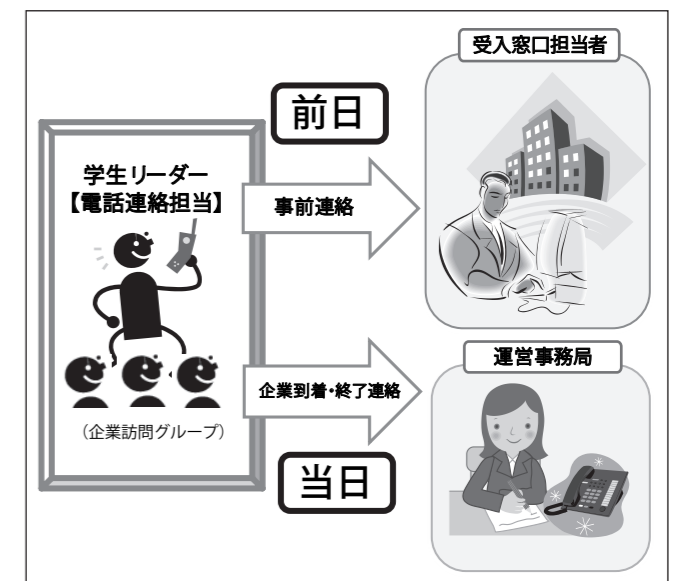 受入窓口担当者
前日
学生リーダー
【電話連絡担当】
事前連絡
運営事務局
企業到着・終了連絡
（企業訪問グループ）
当日